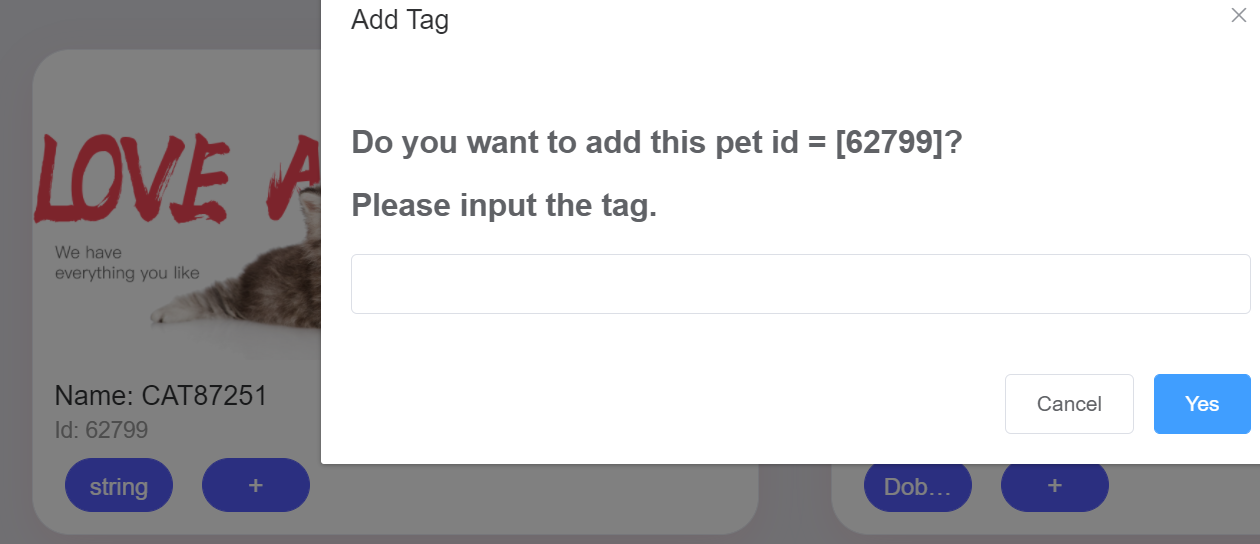 Add Tag
Do you want to add this pet id = [62799]?
Please input the tag.
Cancel
Yes
LOVE A
We have
everything you like
Name: CAT87251
Id: 62799
string
+
Dob…
+